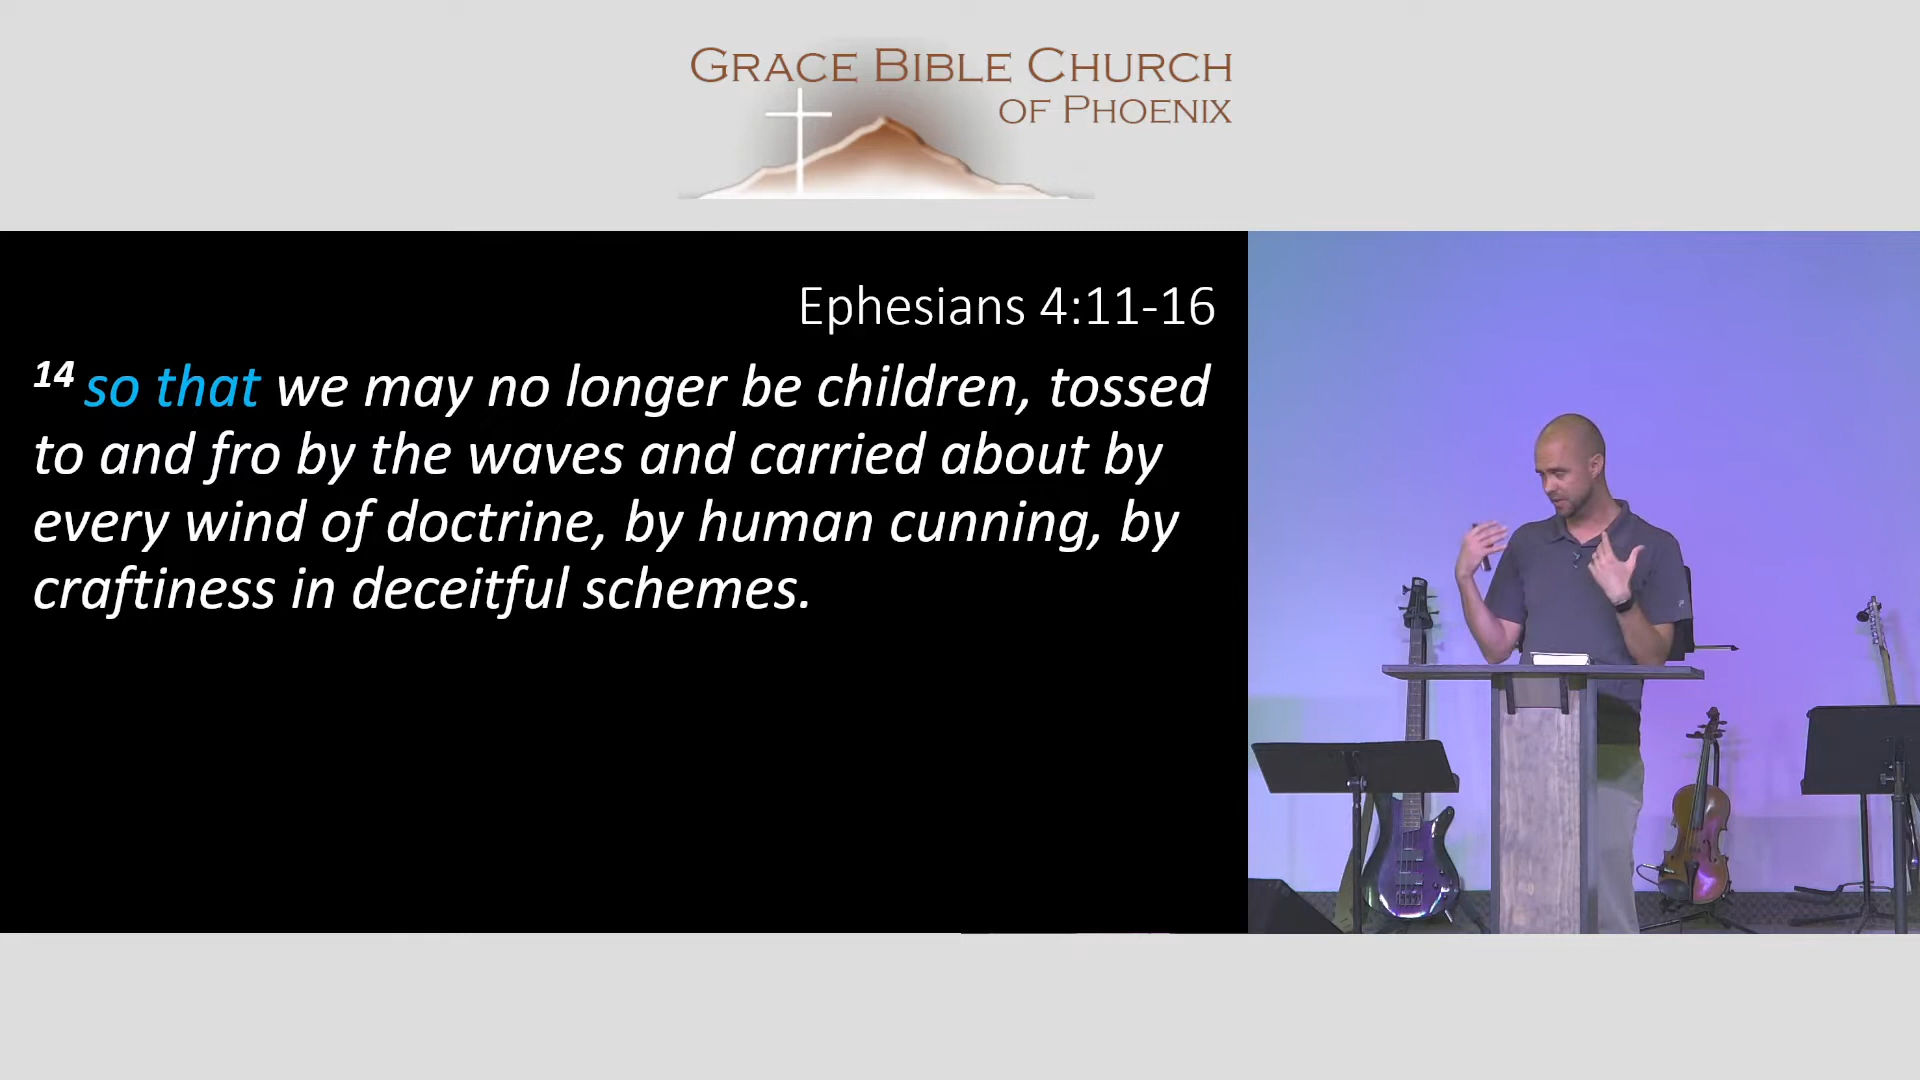 GRACE BIBLE CHURCH
OF PHOENIX
Ephesians 4:11-16
14 so that we may no longer be children, tossed
to and fro by the waves and carried about by
every wind of doctrine, by human cunning, by
craftiness in deceitful schemes.